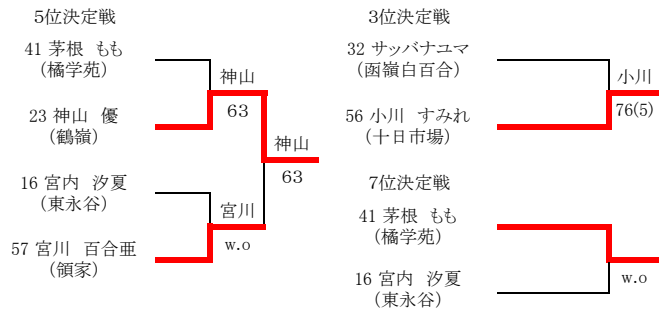 5位決定戦
41 茅根 もも
(橘学苑)
神山
63
23 神山 優
(鶴嶺)
神山
63
16 宮内 汐夏
(東永谷)
宮川
w.o
57 宮川 百合亜
(領家)
3位決定戦
32 サッバナユマ
(函嶺白百合)
小川
76(5)
56 小川 すみれ
(十日市場)
7位決定戦
41 茅根 もも
(橘学苑)
w.o
16 宮内 汐夏
(東永谷)